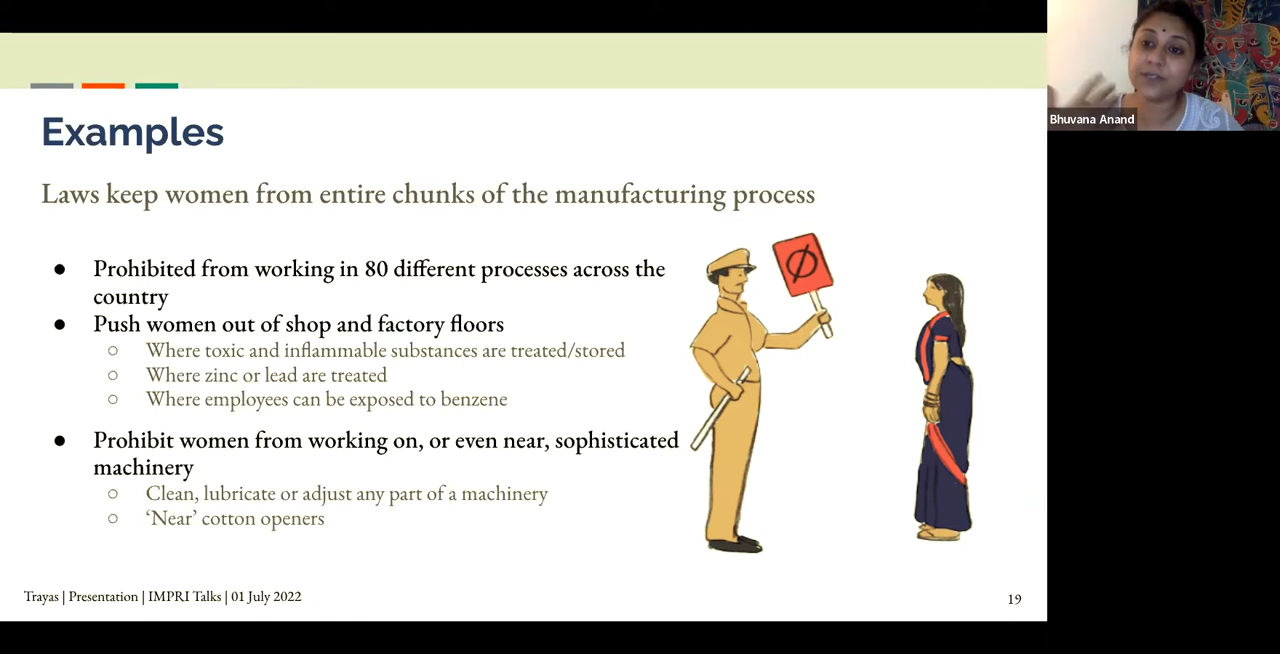 Examples
Laws keep women from entire chunks of the manufacturing process
● Prohibited from working in 80 different processes across the
country
● Push women out of shop and factory floors
○ Where toxic and inflammable substances are treated/stored
○ Where zinc or lead are treated
○ Where employees can be exposed to benzene
● Prohibit women from working on, or even near, sophisticated
machinery
○ Clean, lubricate or adjust any part of a machinery
○ ‘Near’ cotton openers
Trayas | Presentation | IMPRI Talks | 01 July 2022
19
Bhuvana Anand